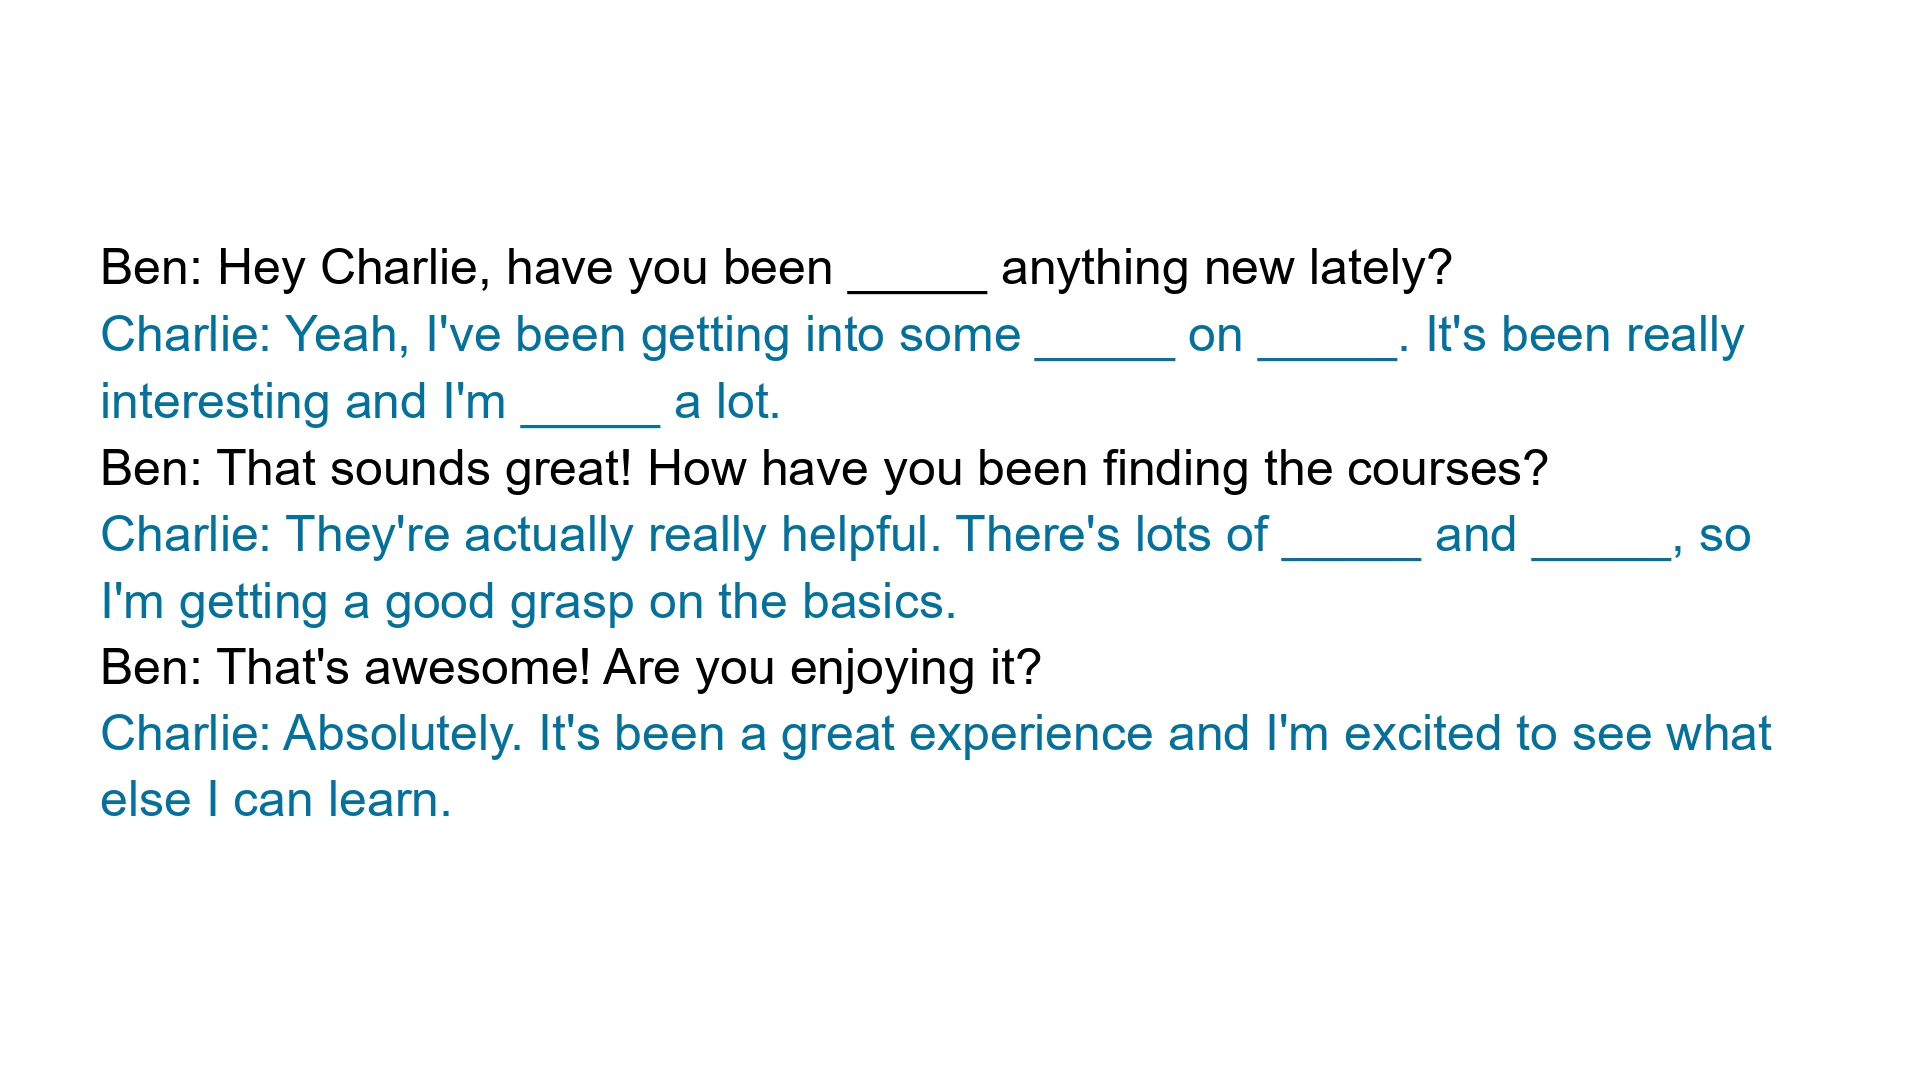 Ben: Hey Charlie, have you been _____ anything new lately?
Charlie: Yeah, I've been getting into some _____ on _____. It's been really
interesting and I'm _____ a lot.
Ben: That sounds great! How have you been finding the courses?
Charlie: They're actually really helpful. There's lots of _____ and _____, so
I'm getting a good grasp on the basics.
Ben: That's awesome! Are you enjoying it?
Charlie: Absolutely. It's been a great experience and I'm excited to see what
else I can learn.